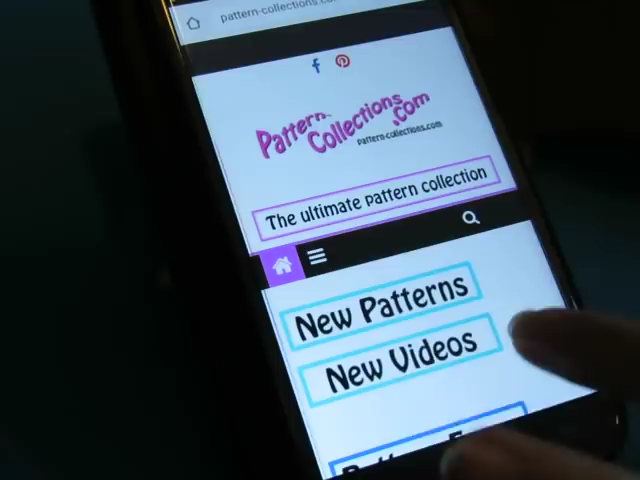 pattern-collections.
Pattern-
Collections
.com
pattern-collections.com
The ultimate pattern collection
New Patterns
New Videos